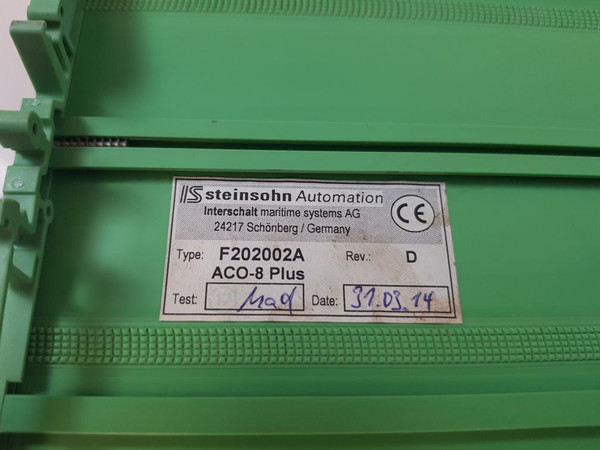 IS steinsohn Automation
Interschalt maritime systems AG
24217 Schönberg / Germany
CE
Type: F202002A Rev.: D
ACO-8 Plus
Test: Date: 31.03.14